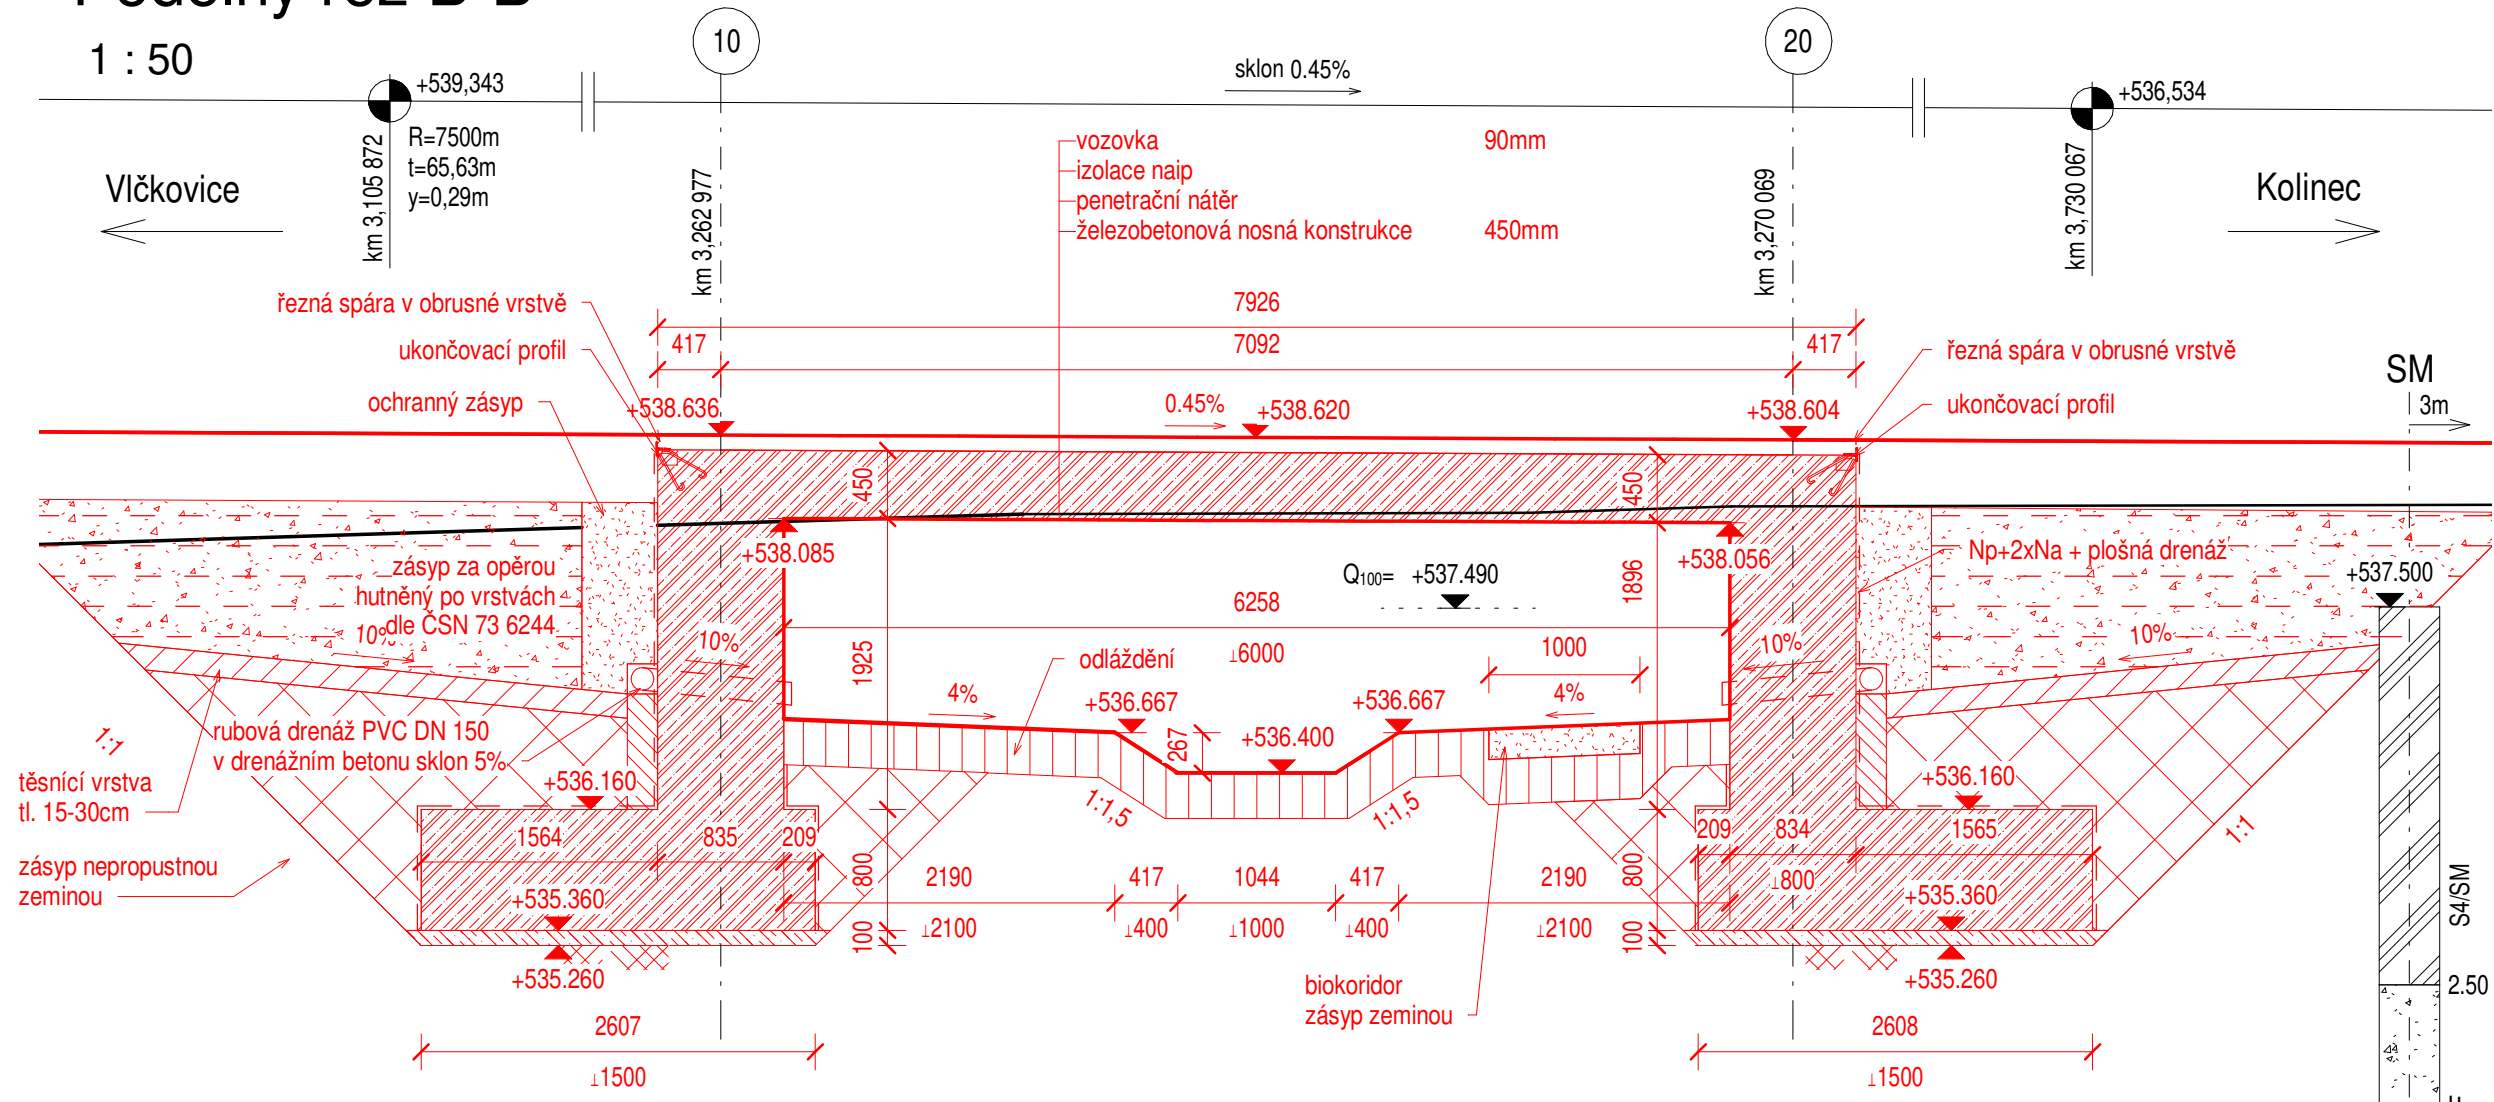 Podélný řez B-B
1 : 50
10
20
+539,343
R=7500m
t=65,63m
y=0,29m
km 3,105 872
Vlčkovice
km 3,262 977
sklon 0.45%
vozovka 90mm
izolace naip
penetrační nátěr
železobetonová nosná konstrukce 450mm
km 3,270 069
+536,534
km 3,730 067
Kolinec
řezná spára v obrusné vrstvě
ukončovací profil
ochranný zásyp
7926
417
7092
417
řezná spára v obrusné vrstvě
ukončovací profil
SM
3m
+538.636
0.45%
+538.620
+538.604
450
450
+538.085
+538.056
zásyp za opěrou
hutněný po vrstvách
dle ČSN 73 6244
10%
10%
Q100= +537.490
6258
⊥6000
1925
1896
1000
odláždění
4%
4%
10%
10%
Np+2xNa + plošná drenáž
+537.500
+536.667
+536.667
267
+536.400
1:1
rubová drenáž PVC DN 150
v drenážním betonu sklon 5%
těsnící vrstva
tl. 15-30cm
+536.160
+536.160
1:1,5
1:1,5
1:1
zásyp nepropustnou
zeminou
1564
835
209
209
834
1565
⊥800
800
800
2190
417
1044
417
2190
⊥2100
⊥400
⊥1000
⊥400
⊥2100
100
100
+535.360
+535.260
+535.360
+535.260
biokoridor
zásyp zeminou
S4/SM
2.50
2607
⊥1500
2608
⊥1500